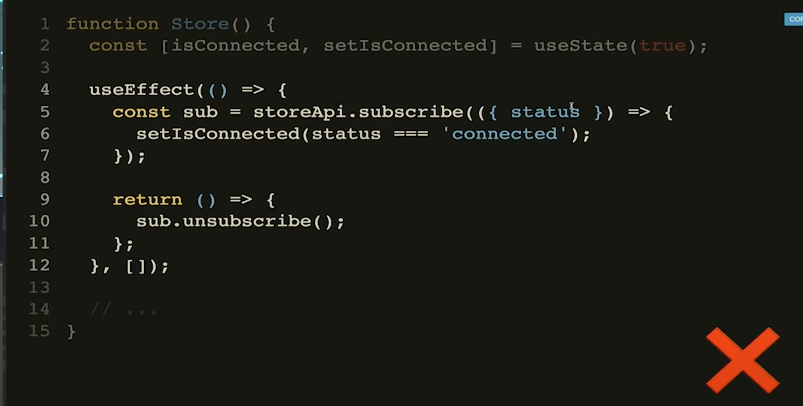 1 function Store() {
2 const [isConnected, setIsConnected] = useState(true);
3
4 useEffect(() => {
5 const sub = storeApi.subscribe(({ status }) => {
6 setIsConnected(status === 'connected');
7 });
8
9 return () => {
10 sub.unsubscribe();
11 };
12 }, []);
13
14 // ...
15 }